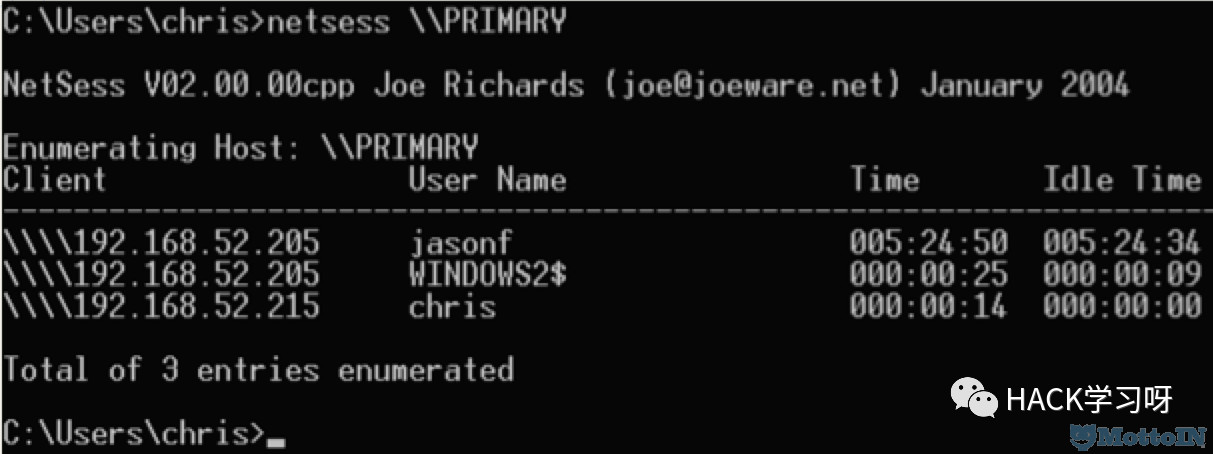 C:\Users\chris>netsess \\PRIMARY
NetSess V02.00.00cpp Joe Richards (joe@joeware.net) January 2004
Enumerating Host: \\PRIMARY
Client User Name Time Idle Time
--------------------------------------------------------------------------------
\\\\192.168.52.205 jasonf 005:24:50 005:24:34
\\\\192.168.52.205 WINDOWS2$ 000:00:25 000:00:09
\\\\192.168.52.215 chris 000:00:14 000:00:00
Total of 3 entries enumerated
C:\Users\chris>_
HACK学习呀
MottoIN